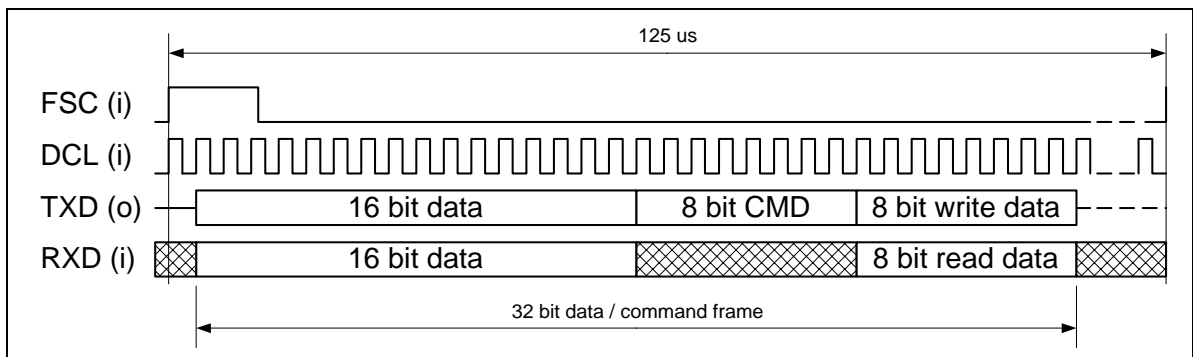 125 us
FSC (i)
DCL (i)
TXD (o) 16 bit data 8 bit CMD 8 bit write data
RXD (i) 16 bit data 8 bit read data
32 bit data / command frame